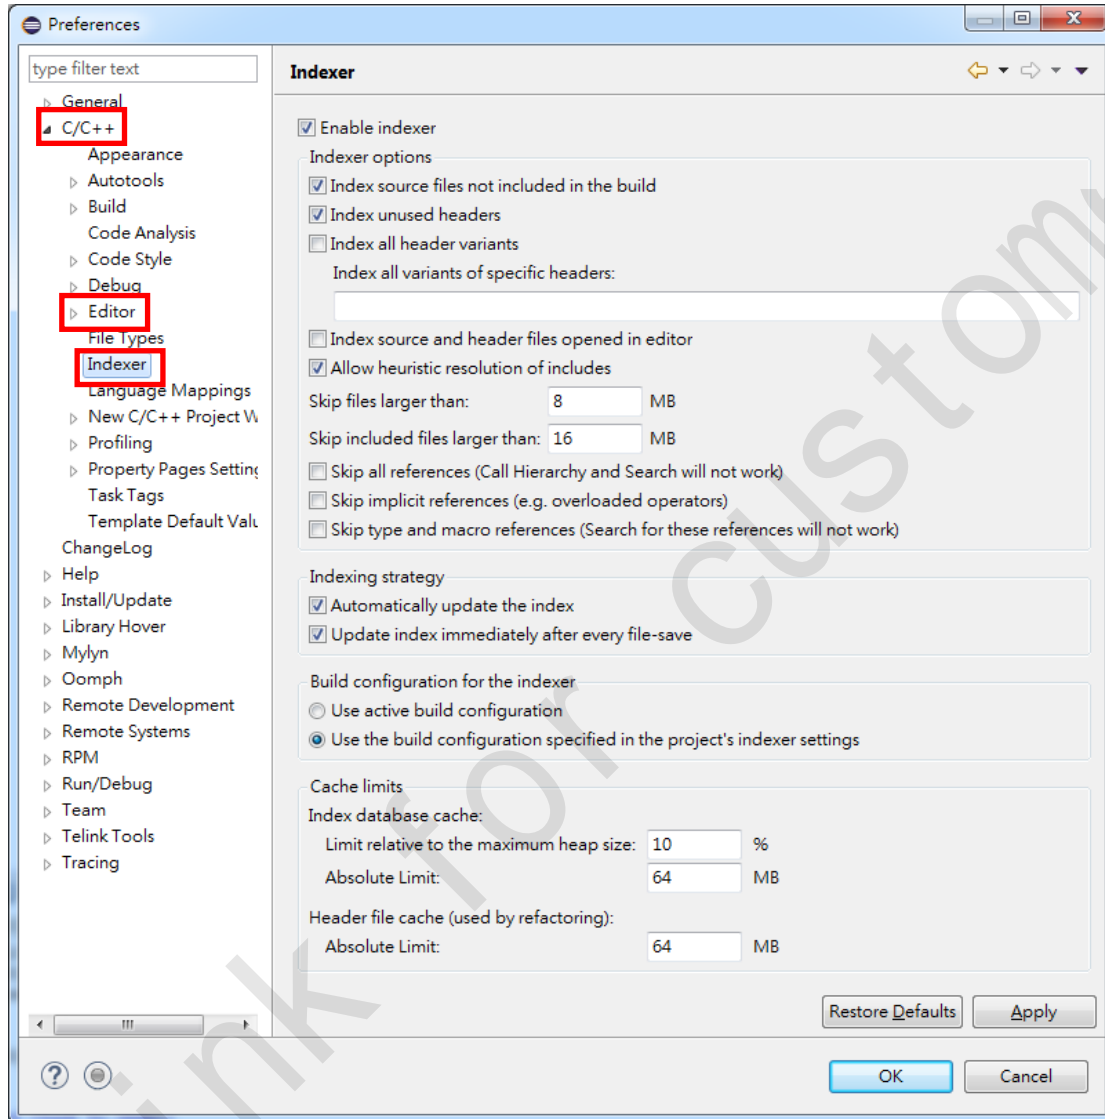 Preferences
type filter text
General
C/C++
Appearance
Autotools
Build
Code Analysis
Code Style
Debug
Editor
File Types
Indexer
Language Mappings
New C/C++ Project W
Profiling
Property Pages Setting
Task Tags
Template Default Valu
ChangeLog
Help
Install/Update
Library Hover
Mylyn
Oomph
Remote Development
Remote Systems
RPM
Run/Debug
Team
Telink Tools
Tracing
Indexer
Enable indexer
Indexer options
Index source files not included in the build
Index unused headers
Index all header variants
Index all variants of specific headers:
Index source and header files opened in editor
Allow heuristic resolution of includes
Skip files larger than: 8 MB
Skip included files larger than: 16 MB
Skip all references (Call Hierarchy and Search will not work)
Skip implicit references (e.g. overloaded operators)
Skip type and macro references (Search for these references will not work)
Indexing strategy
Automatically update the index
Update index immediately after every file-save
Build configuration for the indexer
Use active build configuration
Use the build configuration specified in the project's indexer settings
Cache limits
Index database cache:
Limit relative to the maximum heap size: 10 %
Absolute Limit: 64 MB
Header file cache (used by refactoring):
Absolute Limit: 64 MB
Restore Defaults Apply
OK Cancel
ink for custom